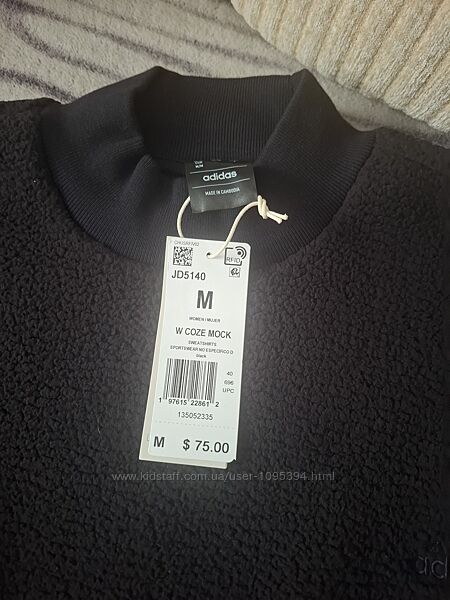 adidas
MADE IN CAMBODIA
RFID
JD5140
M
WOMEN / MUJER
W COZE MOCK
SWEATSHIRTS
SPORTSWEAR NO ESPECIFICO D
black
40
696
UPC
1 97615 22861 2
135052335
M $ 75.00
www.kidstaff.com.ua/user-1095394.html
ad